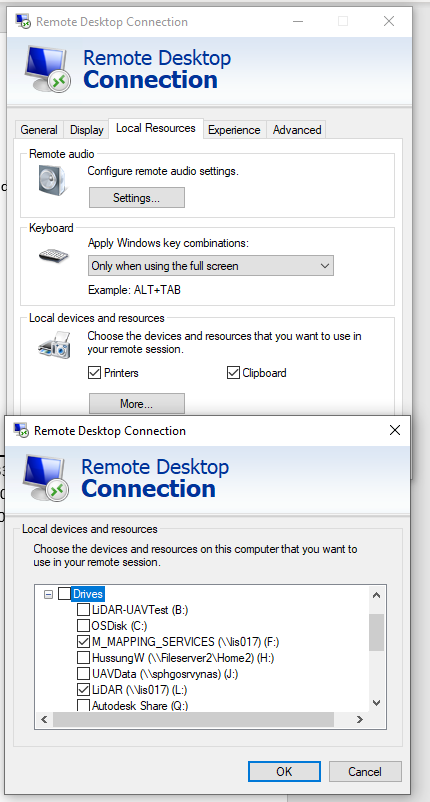 Remote Desktop Connection
Remote Desktop
Connection
General Display Local Resources Experience Advanced
Remote audio
Configure remote audio settings.
Settings...
Keyboard
Apply Windows key combinations:
Only when using the full screen
Example: ALT+TAB
Local devices and resources
Choose the devices and resources that you want to use in
your remote session.
Printers Clipboard
More...
Remote Desktop Connection
Remote Desktop
Connection
Local devices and resources
Choose the devices and resources on this computer that you want to
use in your remote session.
Drives
LiDAR-UAVTest (B:)
OSDisk (C:)
M_MAPPING_SERVICES (\\lis017) (F:)
HussungW (\\Fileserver2\Home2) (H:)
UAVData (\\sphgosrvynas) (J:)
LiDAR (\\lis017) (L:)
Autodesk Share (Q:)
OK Cancel